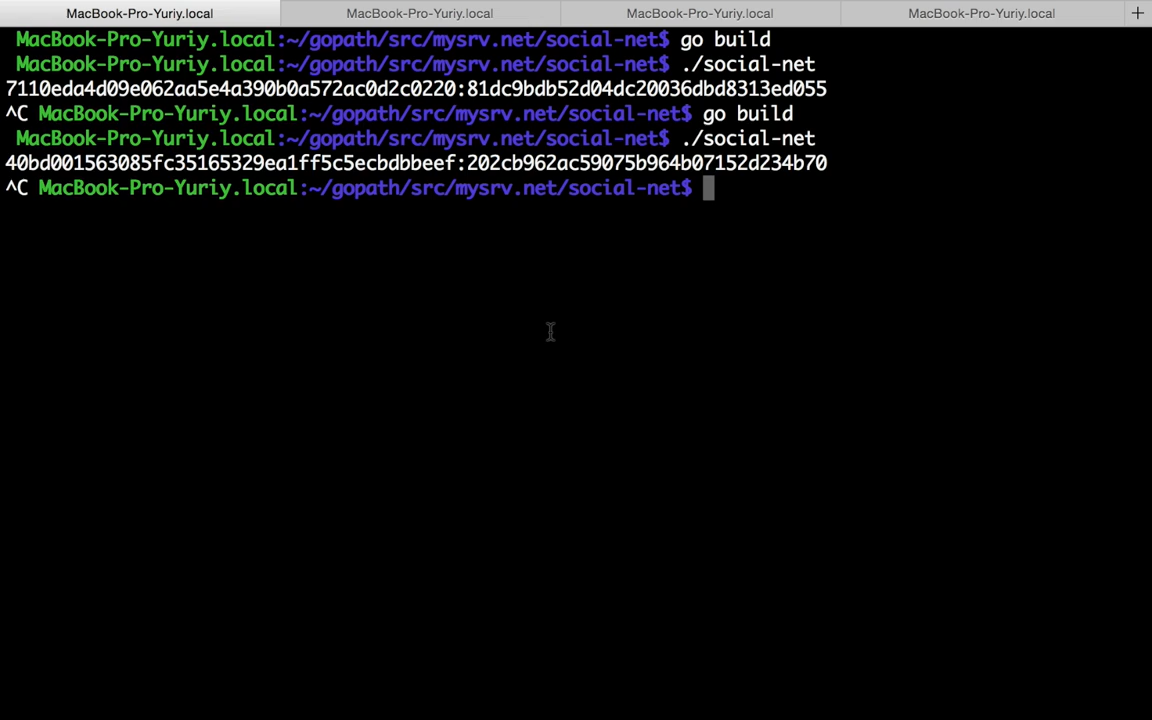 MacBook-Pro-Yuriy.local
MacBook-Pro-Yuriy.local
MacBook-Pro-Yuriy.local
MacBook-Pro-Yuriy.local
+
MacBook-Pro-Yuriy.local:~/gopath/src/mysrv.net/social-net$ go build
MacBook-Pro-Yuriy.local:~/gopath/src/mysrv.net/social-net$ ./social-net
7110eda4d09e062aa5e4a390b0a572ac0d2c0220:81dc9bdb52d04dc20036dbd8313ed055
^C MacBook-Pro-Yuriy.local:~/gopath/src/mysrv.net/social-net$ go build
MacBook-Pro-Yuriy.local:~/gopath/src/mysrv.net/social-net$ ./social-net
40bd001563085fc35165329ea1ff5c5ecbdbbeef:202cb962ac59075b964b07152d234b70
^C MacBook-Pro-Yuriy.local:~/gopath/src/mysrv.net/social-net$